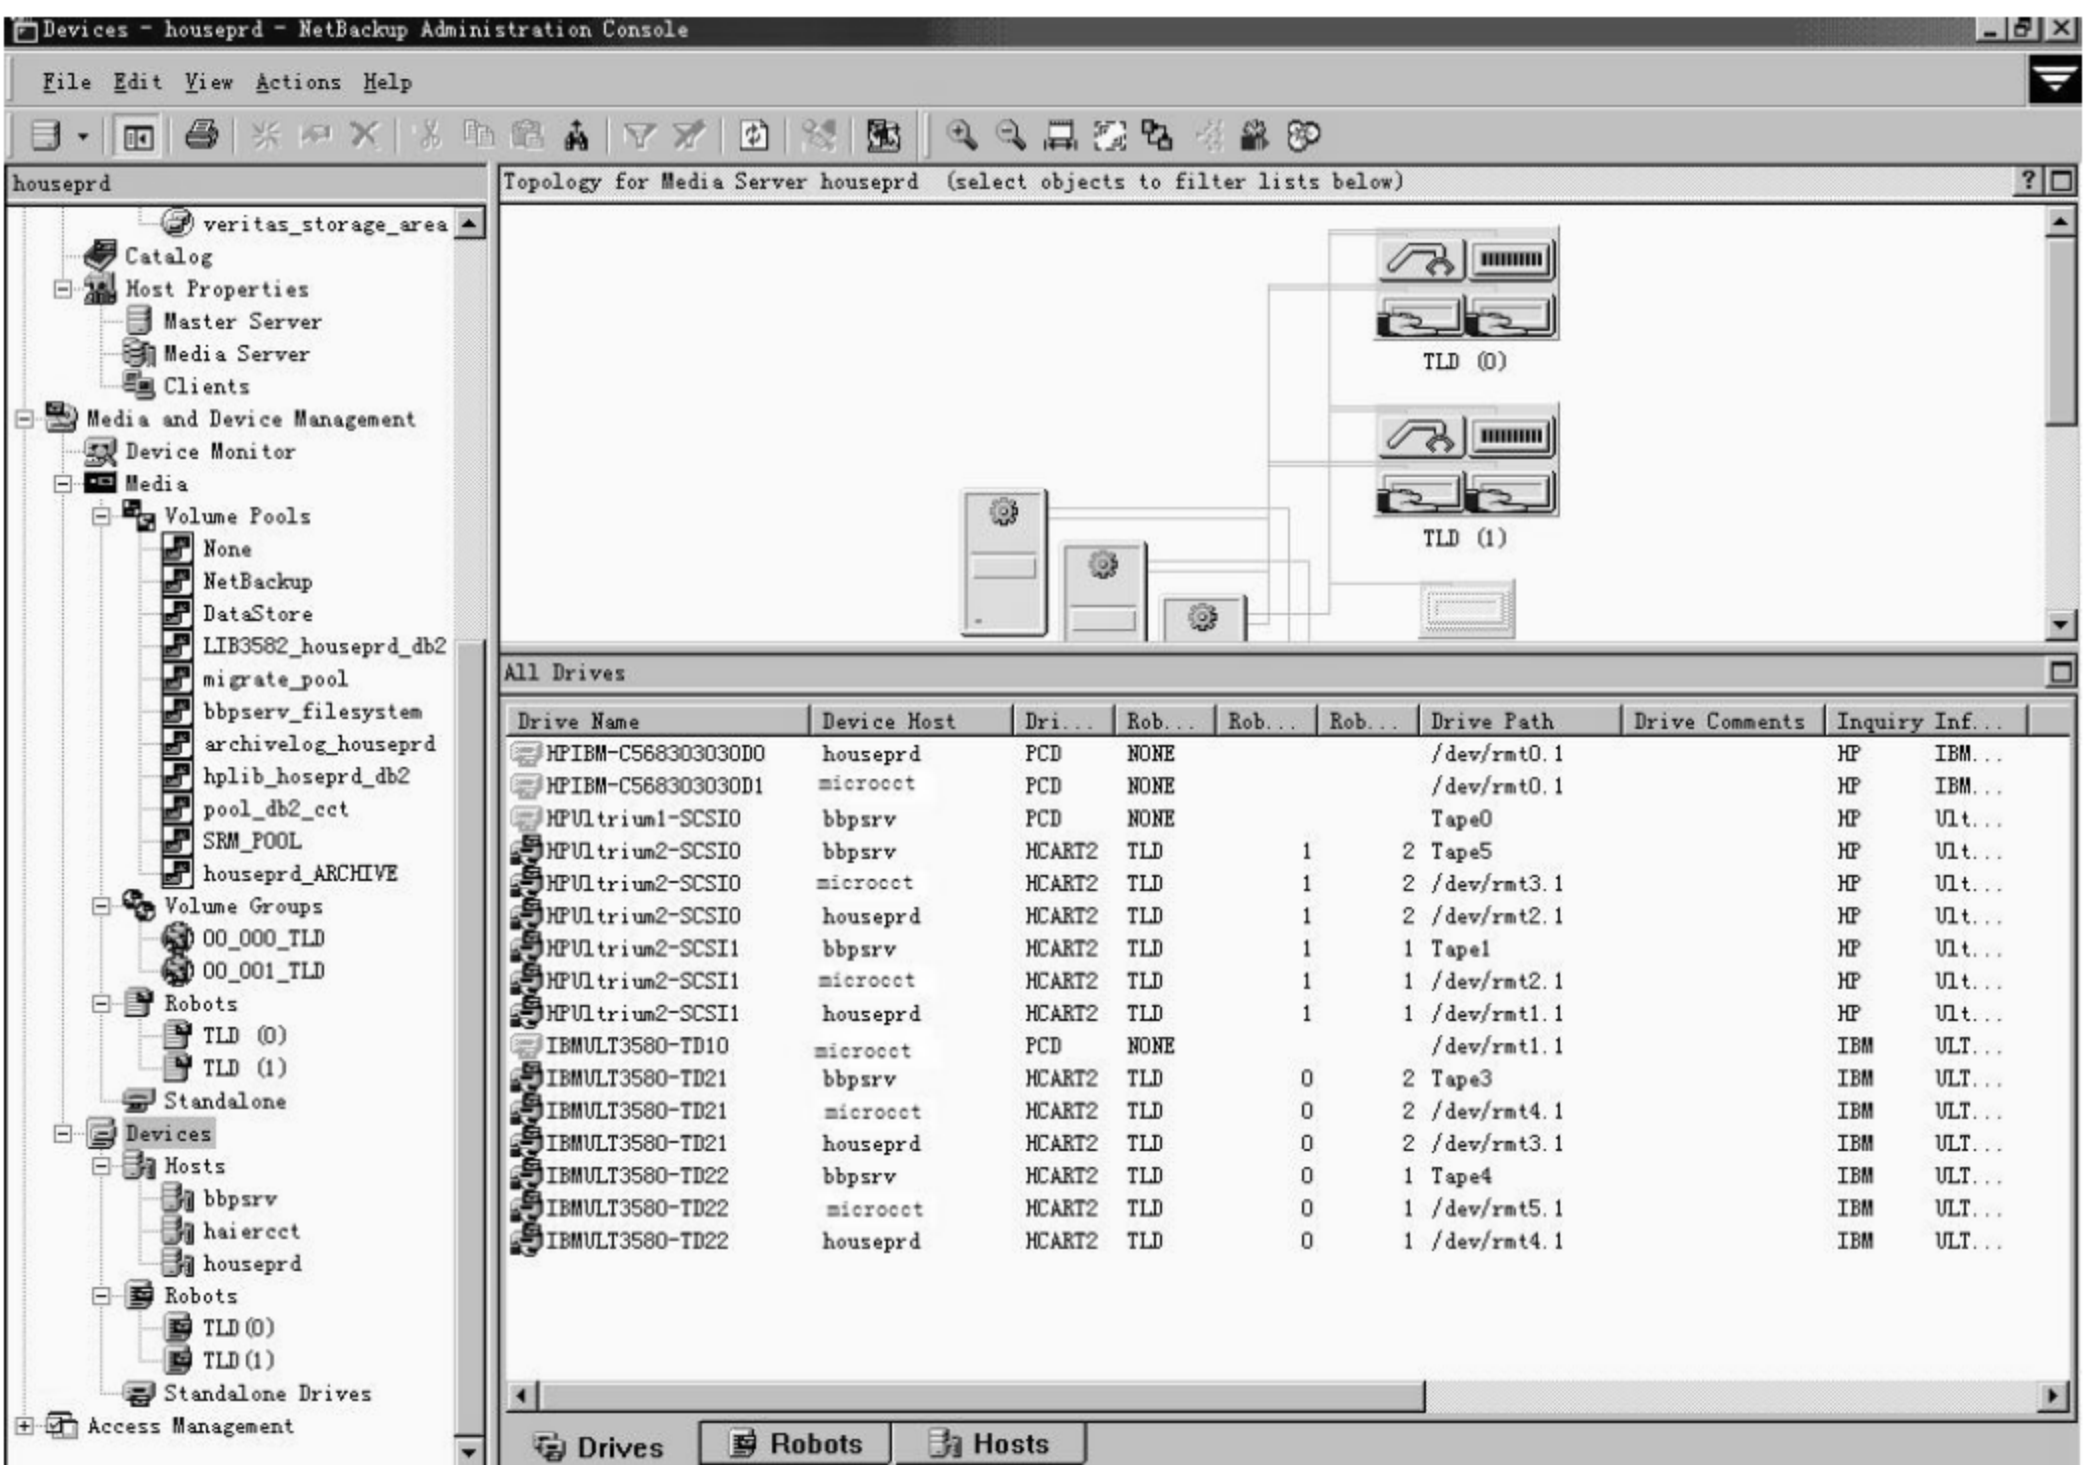 Devices - houseprd - NetBackup Administration Console
File Edit View Actions Help
houseprd
veritas_storage_area
Catalog
Host Properties
Master Server
Media Server
Clients
Media and Device Management
Device Monitor
Media
Volume Pools
None
NetBackup
DataStore
LIB3582_houseprd_db2
migrate_pool
bbpserv_filesystem
archivelog_houseprd
hplib_hoseprd_db2
pool_db2_cct
SRM_POOL
houseprd_ARCHIVE
Volume Groups
00_000_TLD
00_001_TLD
Robots
TLD (0)
TLD (1)
Standalone
Devices
Hosts
bbpsrv
haiercct
houseprd
Robots
TLD(0)
TLD(1)
Standalone Drives
Access Management
Topology for Media Server houseprd (select objects to filter lists below) ?
TLD (0)
TLD (1)
All Drives
Drive Name Device Host Dri... Rob... Rob... Rob... Drive Path Drive Comments Inquiry Inf...
HPIBM-C568303030D0 houseprd PCD NONE /dev/rmt0.1 HP IBM...
HPIBM-C568303030D1 microcct PCD NONE /dev/rmt0.1 HP IBM...
HPUltrium1-SCSI0 bbpsrv PCD NONE Tape0 HP Ult...
HPUltrium2-SCSI0 bbpsrv HCART2 TLD 1 2 Tape5 HP Ult...
HPUltrium2-SCSI0 microcct HCART2 TLD 1 2 /dev/rmt3.1 HP Ult...
HPUltrium2-SCSI0 houseprd HCART2 TLD 1 2 /dev/rmt2.1 HP Ult...
HPUltrium2-SCSI1 bbpsrv HCART2 TLD 1 1 Tape1 HP Ult...
HPUltrium2-SCSI1 microcct HCART2 TLD 1 1 /dev/rmt2.1 HP Ult...
HPUltrium2-SCSI1 houseprd HCART2 TLD 1 1 /dev/rmt1.1 HP Ult...
IBMULT3580-TD10 microcct PCD NONE /dev/rmt1.1 IBM ULT...
IBMULT3580-TD21 bbpsrv HCART2 TLD 0 2 Tape3 IBM ULT...
IBMULT3580-TD21 microcct HCART2 TLD 0 2 /dev/rmt4.1 IBM ULT...
IBMULT3580-TD21 houseprd HCART2 TLD 0 2 /dev/rmt3.1 IBM ULT...
IBMULT3580-TD22 bbpsrv HCART2 TLD 0 1 Tape4 IBM ULT...
IBMULT3580-TD22 microcct HCART2 TLD 0 1 /dev/rmt5.1 IBM ULT...
IBMULT3580-TD22 houseprd HCART2 TLD 0 1 /dev/rmt4.1 IBM ULT...
Drives Robots Hosts